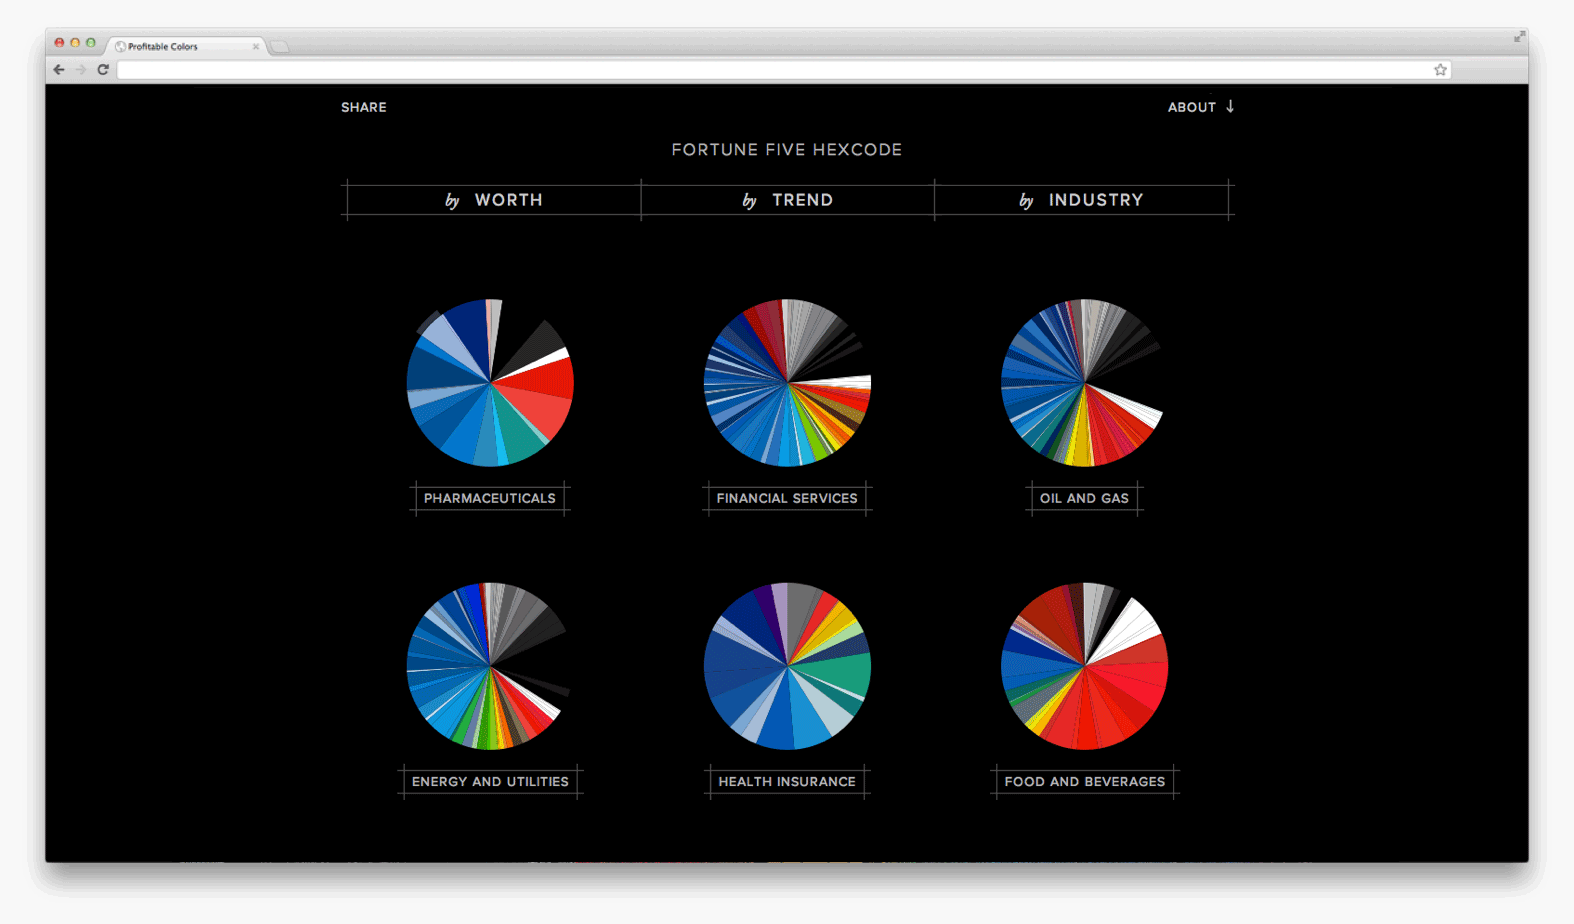 Profitable Colors
SHARE
ABOUT ↓
FORTUNE FIVE HEXCODE
by WORTH
by TREND
by INDUSTRY
PHARMACEUTICALS
FINANCIAL SERVICES
OIL AND GAS
ENERGY AND UTILITIES
HEALTH INSURANCE
FOOD AND BEVERAGES